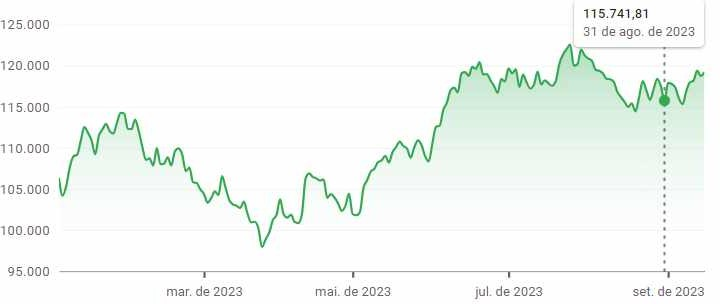 125.000
115.741,81
31 de ago. de 2023
120.000
115.000
110.000
105.000
100.000
95.000
mar. de 2023
mai. de 2023
jul. de 2023
set. de 2023